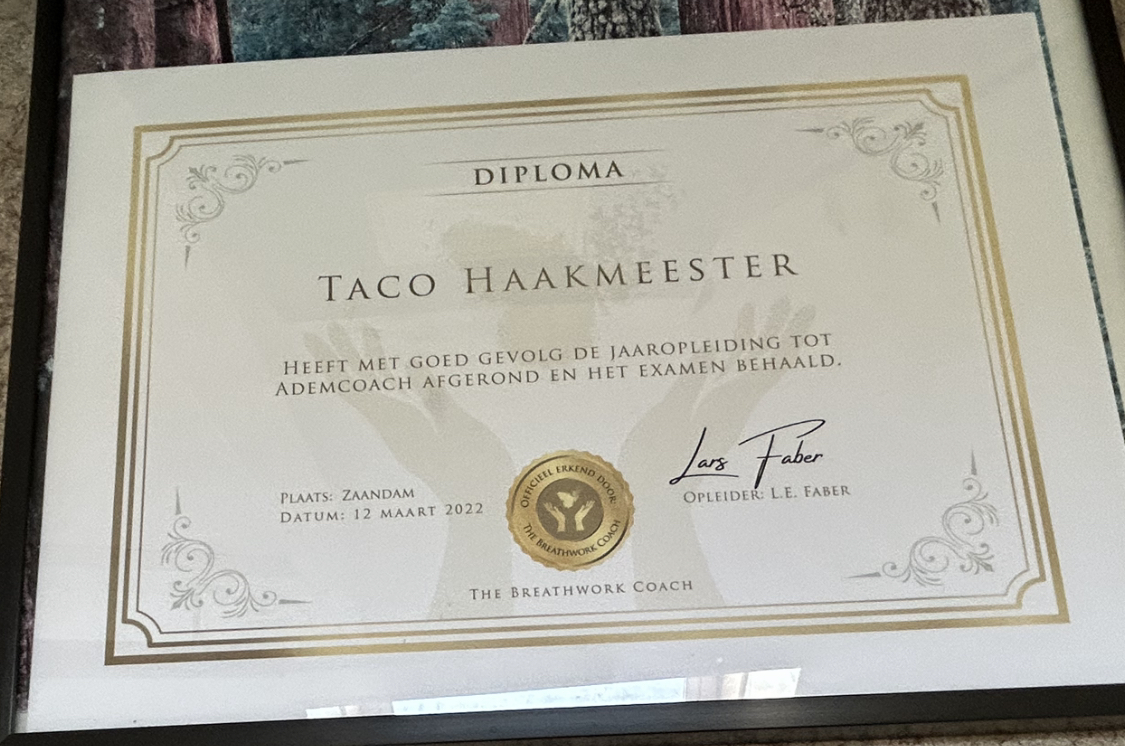 DIPLOMA
TACO HAAKMEESTER
HEEFT MET GOED GEVOLG DE JAAROPLEIDING TOT
ADEMCOACH AFGEROND EN HET EXAMEN BEHAALD.
Lars Faber
OPLEIDER: L.E. FABER
PLAATS: ZAANDAM
DATUM: 12 MAART 2022
OFFICIEEL ERKEND DOOR:
THE BREATHWORK COACH
THE BREATHWORK COACH